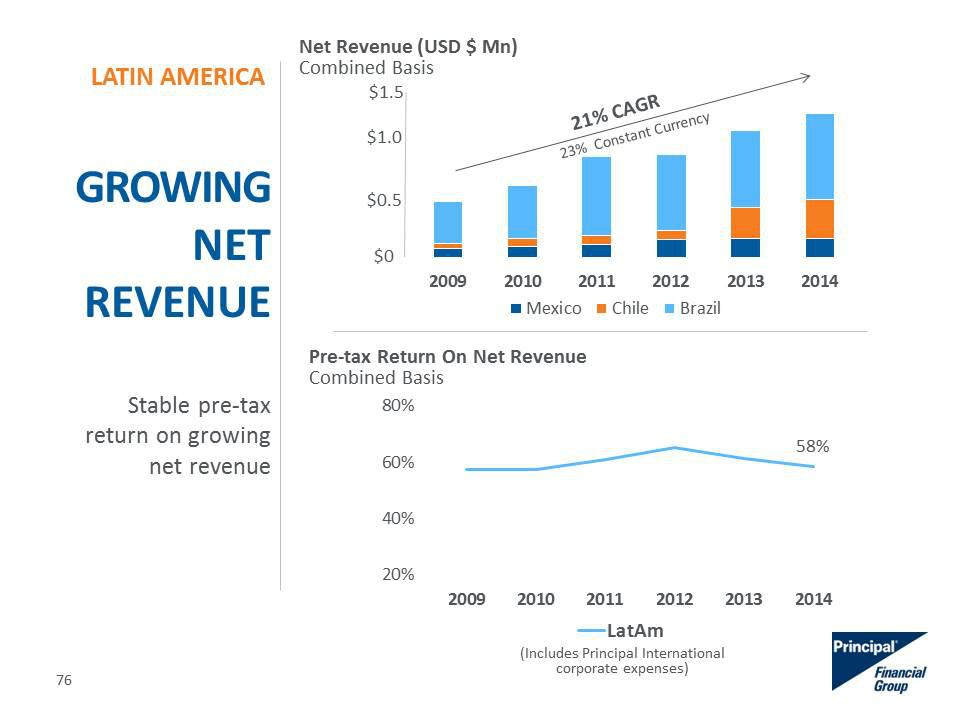 LATIN AMERICA
GROWING
NET
REVENUE
Stable pre-tax
return on growing
net revenue
Net Revenue (USD $ Mn)
Combined Basis
$1.5
$1.0
$0.5
$0
21% CAGR
23% Constant Currency
2009 2010 2011 2012 2013 2014
Mexico Chile Brazil
Pre-tax Return On Net Revenue
Combined Basis
80%
60%
40%
20%
58%
2009 2010 2011 2012 2013 2014
LatAm
(Includes Principal International
corporate expenses)
76
Principal®
Financial
Group